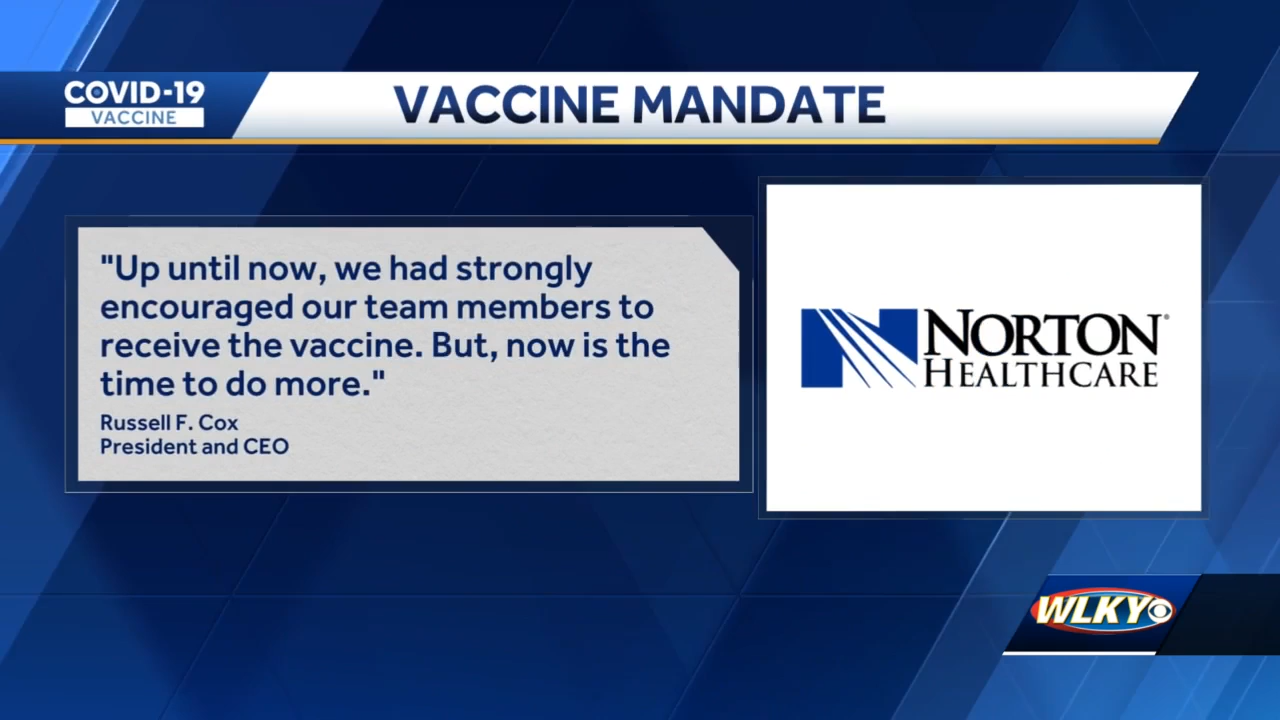 COVID-19
VACCINE
VACCINE MANDATE
"Up until now, we had strongly
encouraged our team members to
receive the vaccine. But, now is the
time to do more."
Russell F. Cox
President and CEO
NORTON®
HEALTHCARE
WLKY